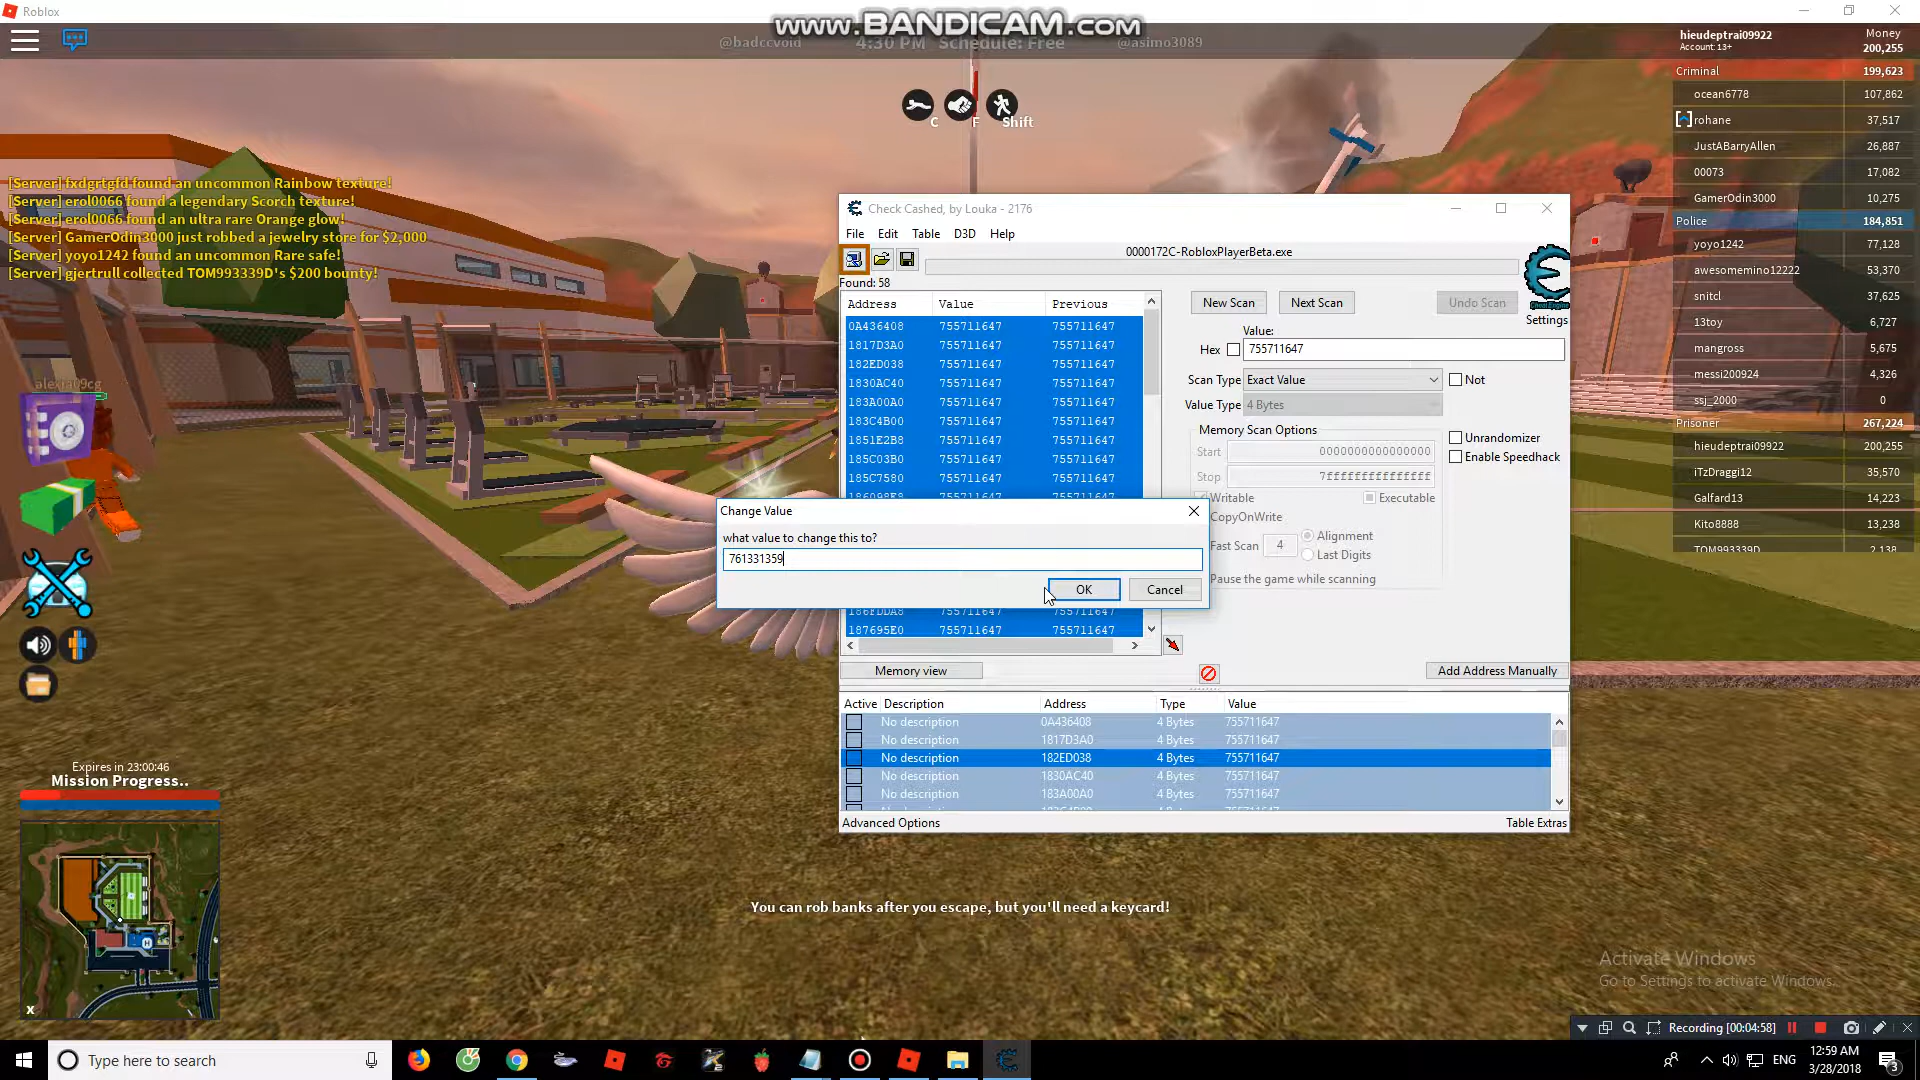 Roblox
www.BANDICAM.com
@badccvoid
4:30 PM Schedule: Free
@asimo3089
hieudeptrai09922
Account: 13+
Money
200,255
Criminal 199,623
ocean6778 107,862
rohane 37,517
JustABarryAllen 26,887
00073 17,082
GamerOdin3000 10,275
Police 184,851
yoyo1242 77,128
awesomemino12222 53,370
snitcl 37,625
13toy 6,727
mangross 5,675
messi200924 4,326
ssj_2000 0
Prisoner 267,224
hieudeptrai09922 200,255
iTzDraggi12 35,570
Galfard13 14,223
Kito8888 13,238
TOM993339D 2,138
C
F
Shift
[Server] fxdgrtgfd found an uncommon Rainbow texture!
[Server] erol0066 found a legendary Scorch texture!
[Server] erol0066 found an ultra rare Orange glow!
[Server] GamerOdin3000 just robbed a jewelry store for $2,000
[Server] yoyo1242 found an uncommon Rare safe!
[Server] gjertrull collected TOM993339D's $200 bounty!
alexia09cg
Check Cashed, by Louka - 2176
File Edit Table D3D Help
0000172C-RobloxPlayerBeta.exe
Found: 58
Address Value Previous
0A436408 755711647 755711647
1817D3A0 755711647 755711647
182ED038 755711647 755711647
1830AC40 755711647 755711647
183A00A0 755711647 755711647
183C4B00 755711647 755711647
1851E2B8 755711647 755711647
185C03B0 755711647 755711647
185C7580 755711647 755711647
186098E8 755711647 755711647
186FDDA8 755711647 755711647
187695E0 755711647 755711647
New Scan Next Scan Undo Scan
Cheat Engine
Settings
Value:
Hex 755711647
Scan Type Exact Value Not
Value Type 4 Bytes
Memory Scan Options
Start 0000000000000000
Stop 7fffffffffffffff
Writable Executable
CopyOnWrite
Fast Scan 4 Alignment
Last Digits
Pause the game while scanning
Unrandomizer
Enable Speedhack
Change Value
what value to change this to?
761331359
OK Cancel
Memory view Add Address Manually
Active Description Address Type Value
No description 0A436408 4 Bytes 755711647
No description 1817D3A0 4 Bytes 755711647
No description 182ED038 4 Bytes 755711647
No description 1830AC40 4 Bytes 755711647
No description 183A00A0 4 Bytes 755711647
Advanced Options Table Extras
Expires in 23:00:46
Mission Progress..
H
X
You can rob banks after you escape, but you'll need a keycard!
Activate Windows
Go to Settings to activate Windows.
Recording [00:04:58]
Type here to search
ENG
12:59 AM
3/28/2018
3